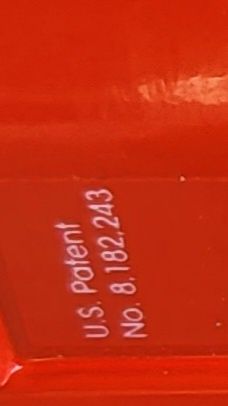 U.S. Patent
No. 8,182,243